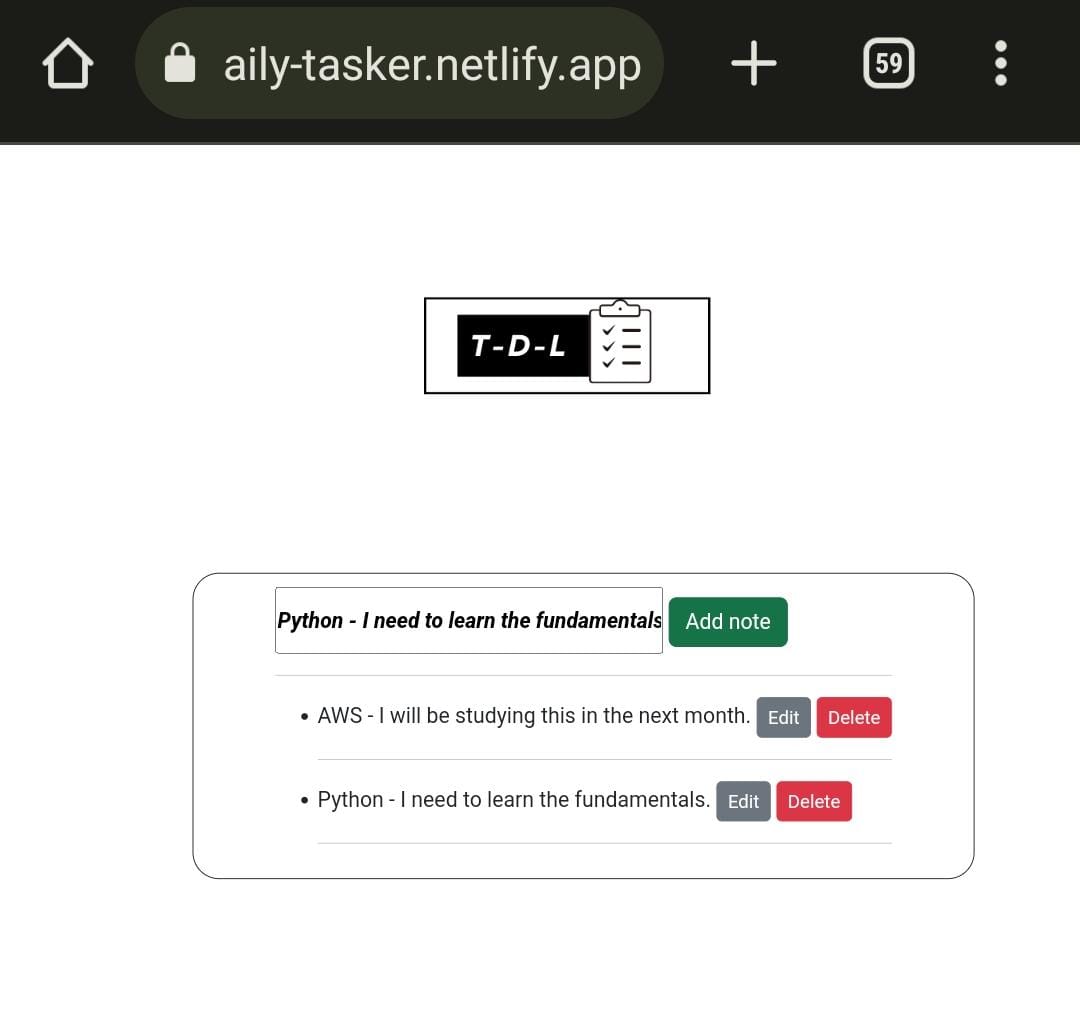 aily-tasker.netlify.app
59
T-D-L
Python - I need to learn the fundamentals
Add note
AWS - I will be studying this in the next month.
Edit
Delete
Python - I need to learn the fundamentals.
Edit
Delete